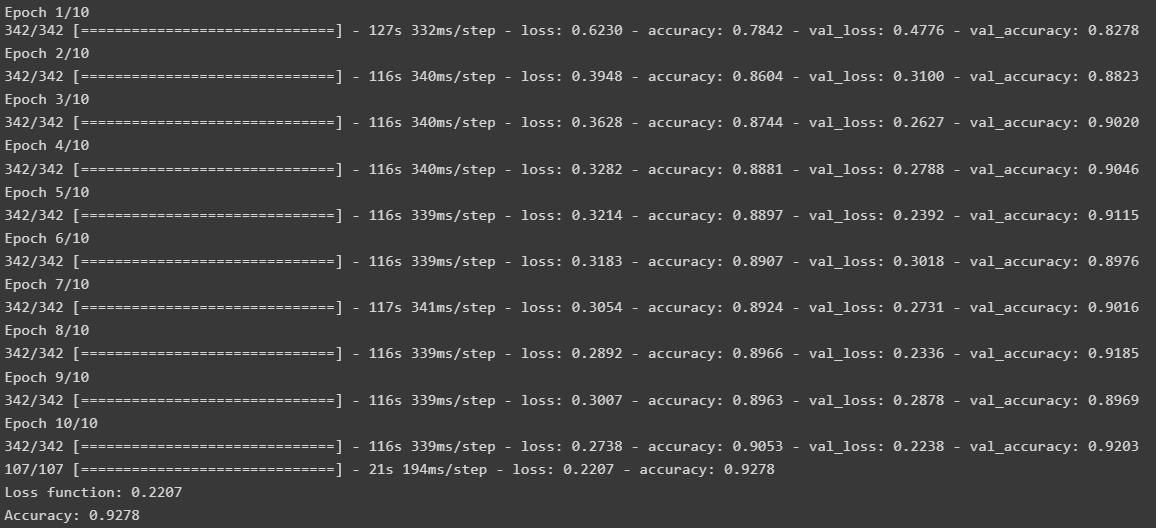 Epoch 1/10
342/342 [==============================] - 127s 332ms/step - loss: 0.6230 - accuracy: 0.7842 - val_loss: 0.4776 - val_accuracy: 0.8278
Epoch 2/10
342/342 [==============================] - 116s 340ms/step - loss: 0.3948 - accuracy: 0.8604 - val_loss: 0.3100 - val_accuracy: 0.8823
Epoch 3/10
342/342 [==============================] - 116s 340ms/step - loss: 0.3628 - accuracy: 0.8744 - val_loss: 0.2627 - val_accuracy: 0.9020
Epoch 4/10
342/342 [==============================] - 116s 340ms/step - loss: 0.3282 - accuracy: 0.8881 - val_loss: 0.2788 - val_accuracy: 0.9046
Epoch 5/10
342/342 [==============================] - 116s 339ms/step - loss: 0.3214 - accuracy: 0.8897 - val_loss: 0.2392 - val_accuracy: 0.9115
Epoch 6/10
342/342 [==============================] - 116s 339ms/step - loss: 0.3183 - accuracy: 0.8907 - val_loss: 0.3018 - val_accuracy: 0.8976
Epoch 7/10
342/342 [==============================] - 117s 341ms/step - loss: 0.3054 - accuracy: 0.8924 - val_loss: 0.2731 - val_accuracy: 0.9016
Epoch 8/10
342/342 [==============================] - 116s 339ms/step - loss: 0.2892 - accuracy: 0.8966 - val_loss: 0.2336 - val_accuracy: 0.9185
Epoch 9/10
342/342 [==============================] - 116s 339ms/step - loss: 0.3007 - accuracy: 0.8963 - val_loss: 0.2878 - val_accuracy: 0.8969
Epoch 10/10
342/342 [==============================] - 116s 339ms/step - loss: 0.2738 - accuracy: 0.9053 - val_loss: 0.2238 - val_accuracy: 0.9203
107/107 [==============================] - 21s 194ms/step - loss: 0.2207 - accuracy: 0.9278
Loss function: 0.2207
Accuracy: 0.9278